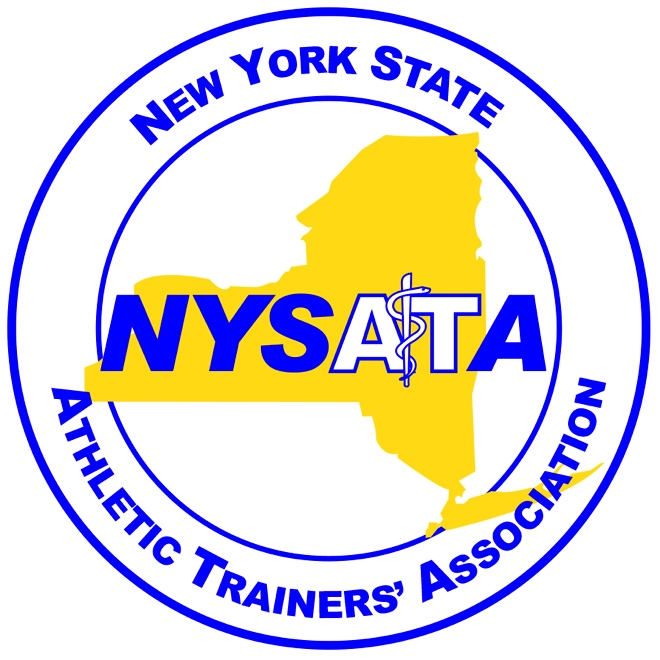 NEW YORK STATE
NYSATA
ATHLETIC TRAINERS' ASSOCIATION